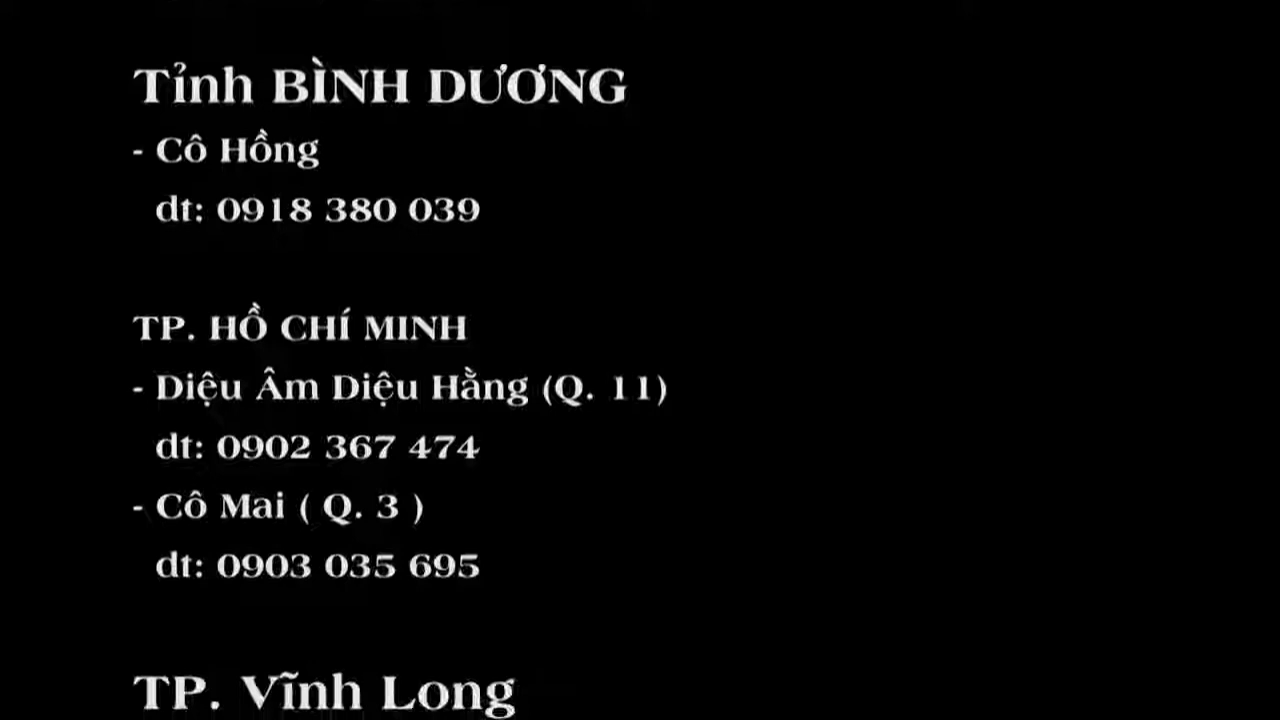 Tỉnh BÌNH DƯƠNG
- Cô Hồng
dt: 0918 380 039
TP. HỒ CHÍ MINH
- Diệu Âm Diệu Hằng (Q. 11)
dt: 0902 367 474
- Cô Mai ( Q. 3 )
dt: 0903 035 695
TP. Vĩnh Long